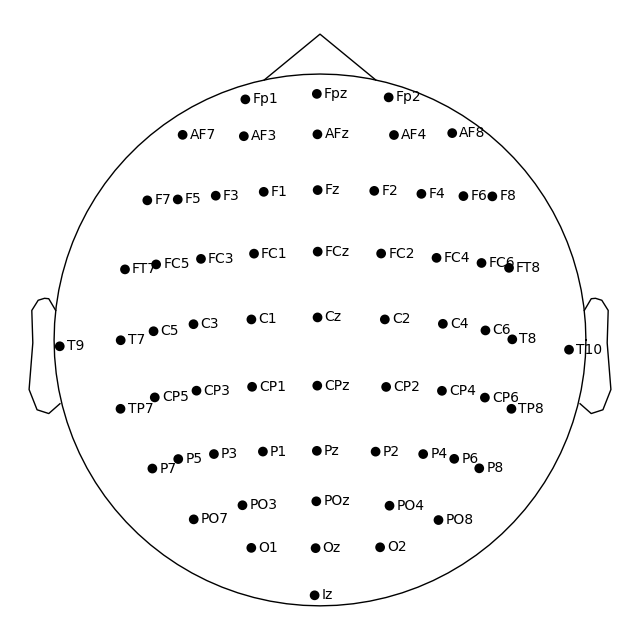 Fp1 Fpz Fp2
AF7 AF3 AFz AF4 AF8
F7 F5 F3 F1 Fz F2 F4 F6 F8
FT7 FC5 FC3 FC1 FCz FC2 FC4 FC6 FT8
T9 T7 C5 C3 C1 Cz C2 C4 C6 T8 T10
TP7 CP5 CP3 CP1 CPz CP2 CP4 CP6 TP8
P7 P5 P3 P1 Pz P2 P4 P6 P8
PO7 PO3 POz PO4 PO8
O1 Oz O2
Iz